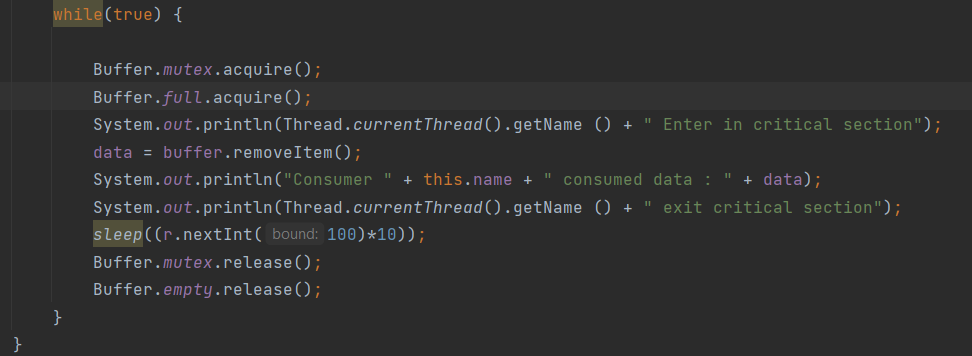 while(true) {
Buffer.mutex.acquire();
Buffer.full.acquire();
System.out.println(Thread.currentThread().getName () + " Enter in critical section");
data = buffer.removeItem();
System.out.println("Consumer " + this.name + " consumed data : " + data);
System.out.println(Thread.currentThread().getName () + " exit critical section");
sleep((r.nextInt( bound: 100)*10));
Buffer.mutex.release();
Buffer.empty.release();
}
}